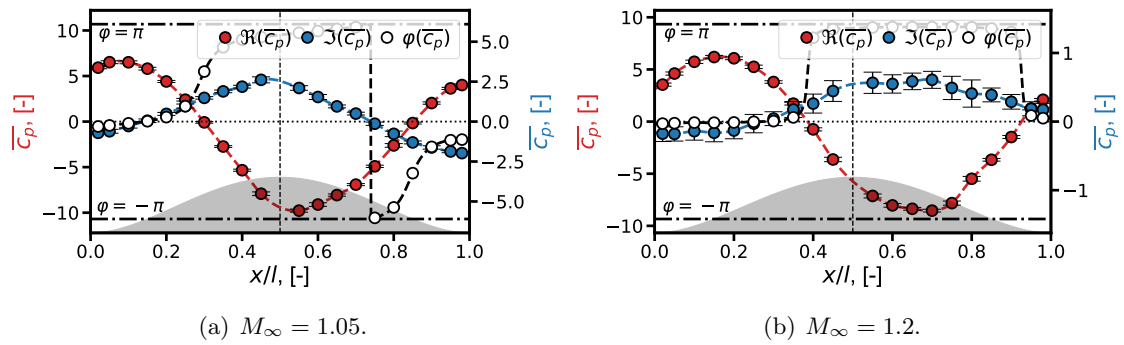 φ = π
ℜ(c̅p̅) ℑ(c̅p̅) φ(c̅p̅)
10
5
0
−5
−10
5.0
2.5
0.0
−2.5
−5.0
c̅p̅, [-]
c̅p̅, [-]
φ = − π
0.0 0.2 0.4 0.6 0.8 1.0
x/l, [-]
(a) M∞ = 1.05.
φ = π
ℜ(c̅p̅) ℑ(c̅p̅) φ(c̅p̅)
10
5
0
−5
−10
1
0
−1
c̅p̅, [-]
c̅p̅, [-]
φ = − π
0.0 0.2 0.4 0.6 0.8 1.0
x/l, [-]
(b) M∞ = 1.2.